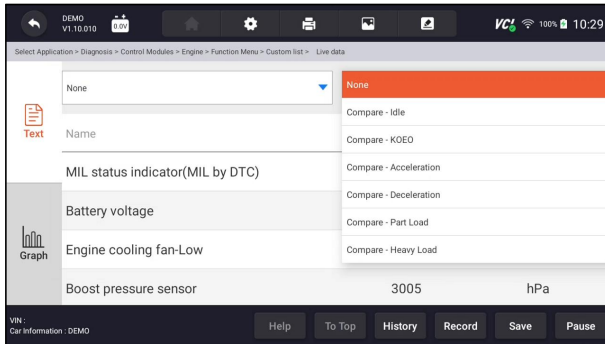 DEMO
V1.10.010
0.0V
VCI
100%
10:29
Select Application > Diagnosis > Control Modules > Engine > Function Menu > Custom list > Live data
None
None
Compare - Idle
Text
Name
Compare - KOEO
Compare - Acceleration
MIL status indicator(MIL by DTC)
Compare - Deceleration
Battery voltage
Compare - Part Load
Graph
Engine cooling fan-Low
Compare - Heavy Load
Boost pressure sensor 3005 hPa
VIN :
Car Information : DEMO
Help To Top History Record Save Pause